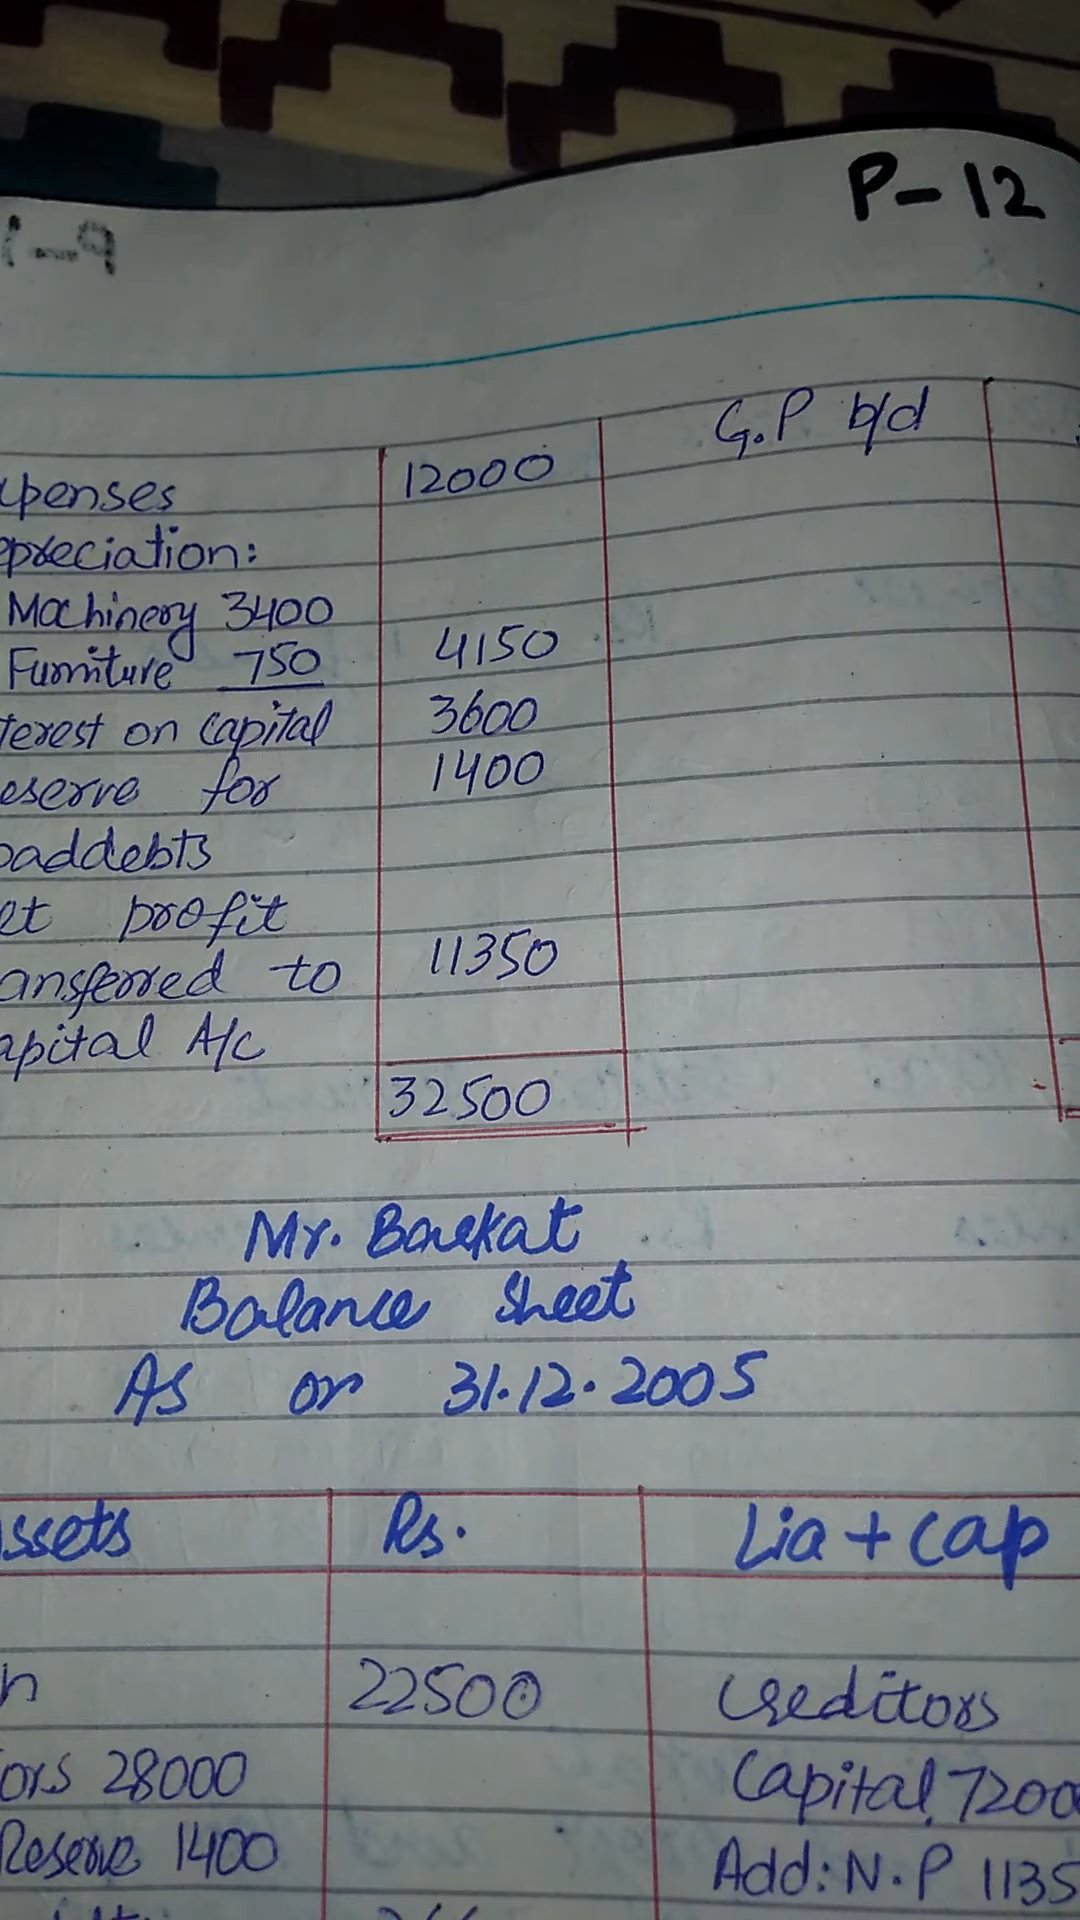 P-12
G.P b/d
penses 12000
preciation:
Machinery 3400
Furniture 750 4150
terest on capital 3600
eserve for 1400
baddebts
et profit
ansferred to 11350
apital A/c
32500
Mr. Barkat
Balance Sheet
As on 31.12.2005
ssets Rs. Lia + cap
22500 creditors
ors 28000 Capital 7200
Reserve 1400 Add: N.P 1135